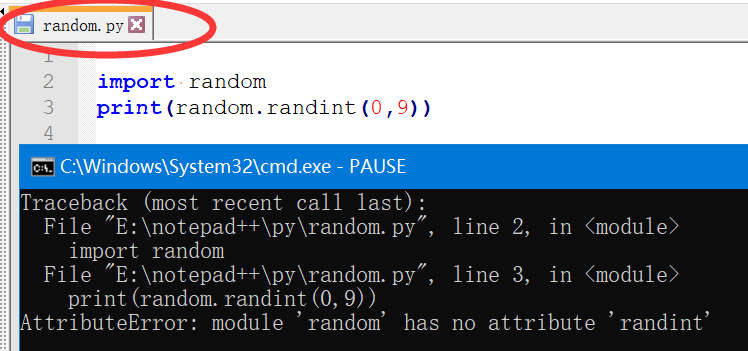 random.py
1
2 import random
3 print(random.randint(0,9))
4
C:\Windows\System32\cmd.exe - PAUSE
Traceback (most recent call last):
File "E:\notepad++\py\random.py", line 2, in <module>
import random
File "E:\notepad++\py\random.py", line 3, in <module>
print(random.randint(0,9))
AttributeError: module 'random' has no attribute 'randint'